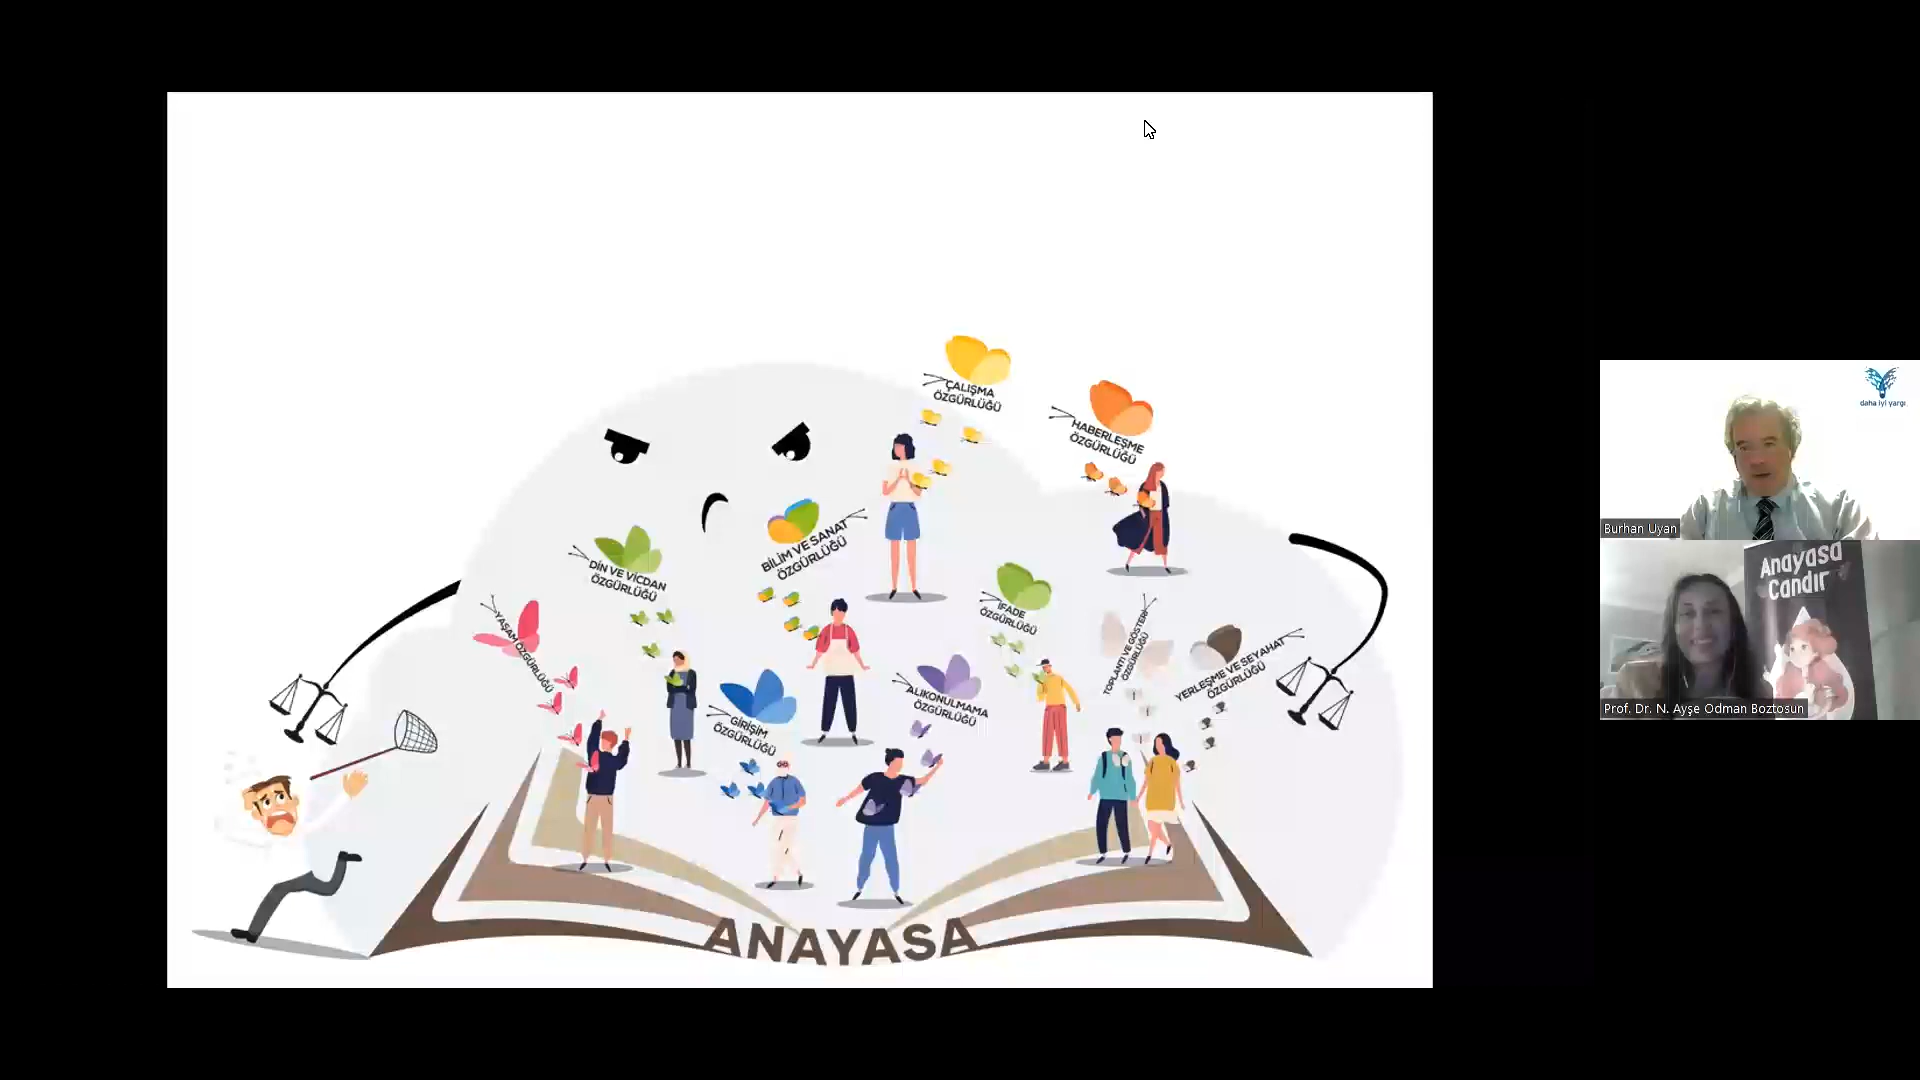 ÇALIŞMA
ÖZGÜRLÜĞÜ
HABERLEŞME
ÖZGÜRLÜĞÜ
BİLİM VE SANAT
ÖZGÜRLÜĞÜ
DİN VE VİCDAN
ÖZGÜRLÜĞÜ
İFADE
ÖZGÜRLÜĞÜ
YAŞAM ÖZGÜRLÜĞÜ
TOPLANTI VE GÖSTERİ
ÖZGÜRLÜĞÜ
YERLEŞME VE SEYAHAT
ÖZGÜRLÜĞÜ
ALIKONULMAMA
ÖZGÜRLÜĞÜ
GİRİŞİM
ÖZGÜRLÜĞÜ
ANAYASA
daha iyi yargı
Burhan Uyan
Anayasa
Candır
Prof. Dr. N. Ayşe Odman Boztosun